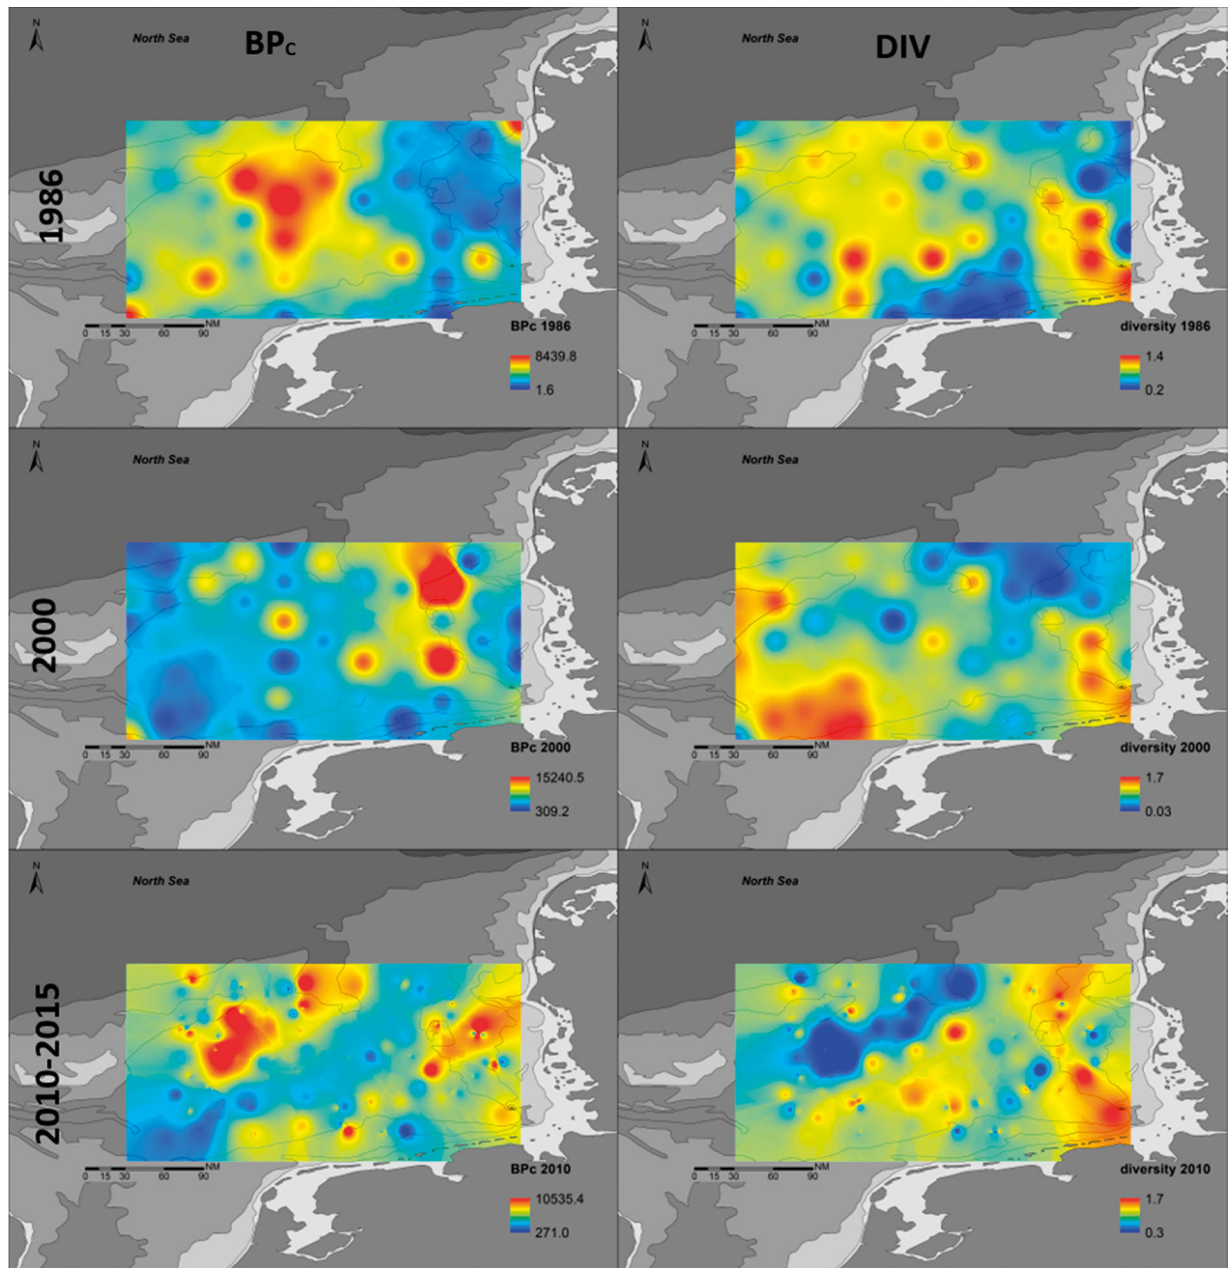 BPC
DIV
1986
N
North Sea
0 15 30 60 90 NM
BPc 1986
8439.8
1.6
N
North Sea
0 15 30 60 90 NM
diversity 1986
1.4
0.2
2000
N
North Sea
0 15 30 60 90 NM
BPc 2000
15240.5
309.2
N
North Sea
0 15 30 60 90 NM
diversity 2000
1.7
0.03
2010-2015
N
North Sea
0 15 30 60 90 NM
BPc 2010
10535.4
271.0
N
North Sea
0 15 30 60 90 NM
diversity 2010
1.7
0.3